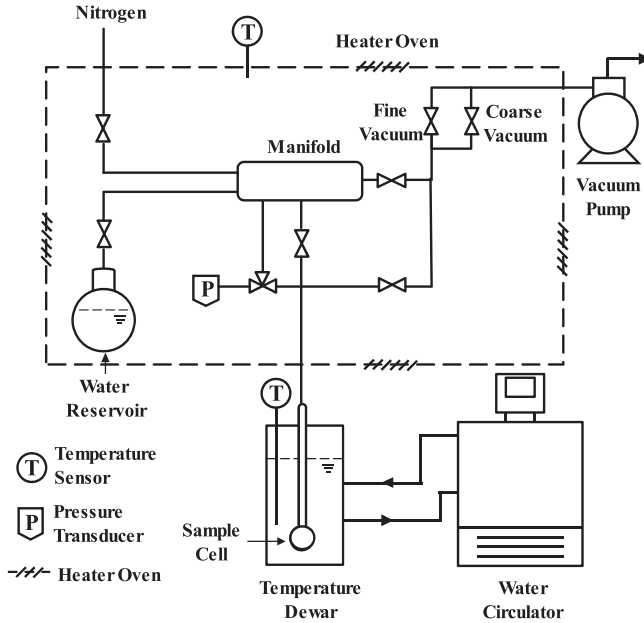 Nitrogen
T
Heater Oven
Fine
Vacuum
Coarse
Vacuum
Manifold
Vacuum
Pump
P
Water
Reservoir
T
T
Temperature
Sensor
P
Pressure
Transducer
Sample
Cell
Heater Oven
Temperature
Dewar
Water
Circulator